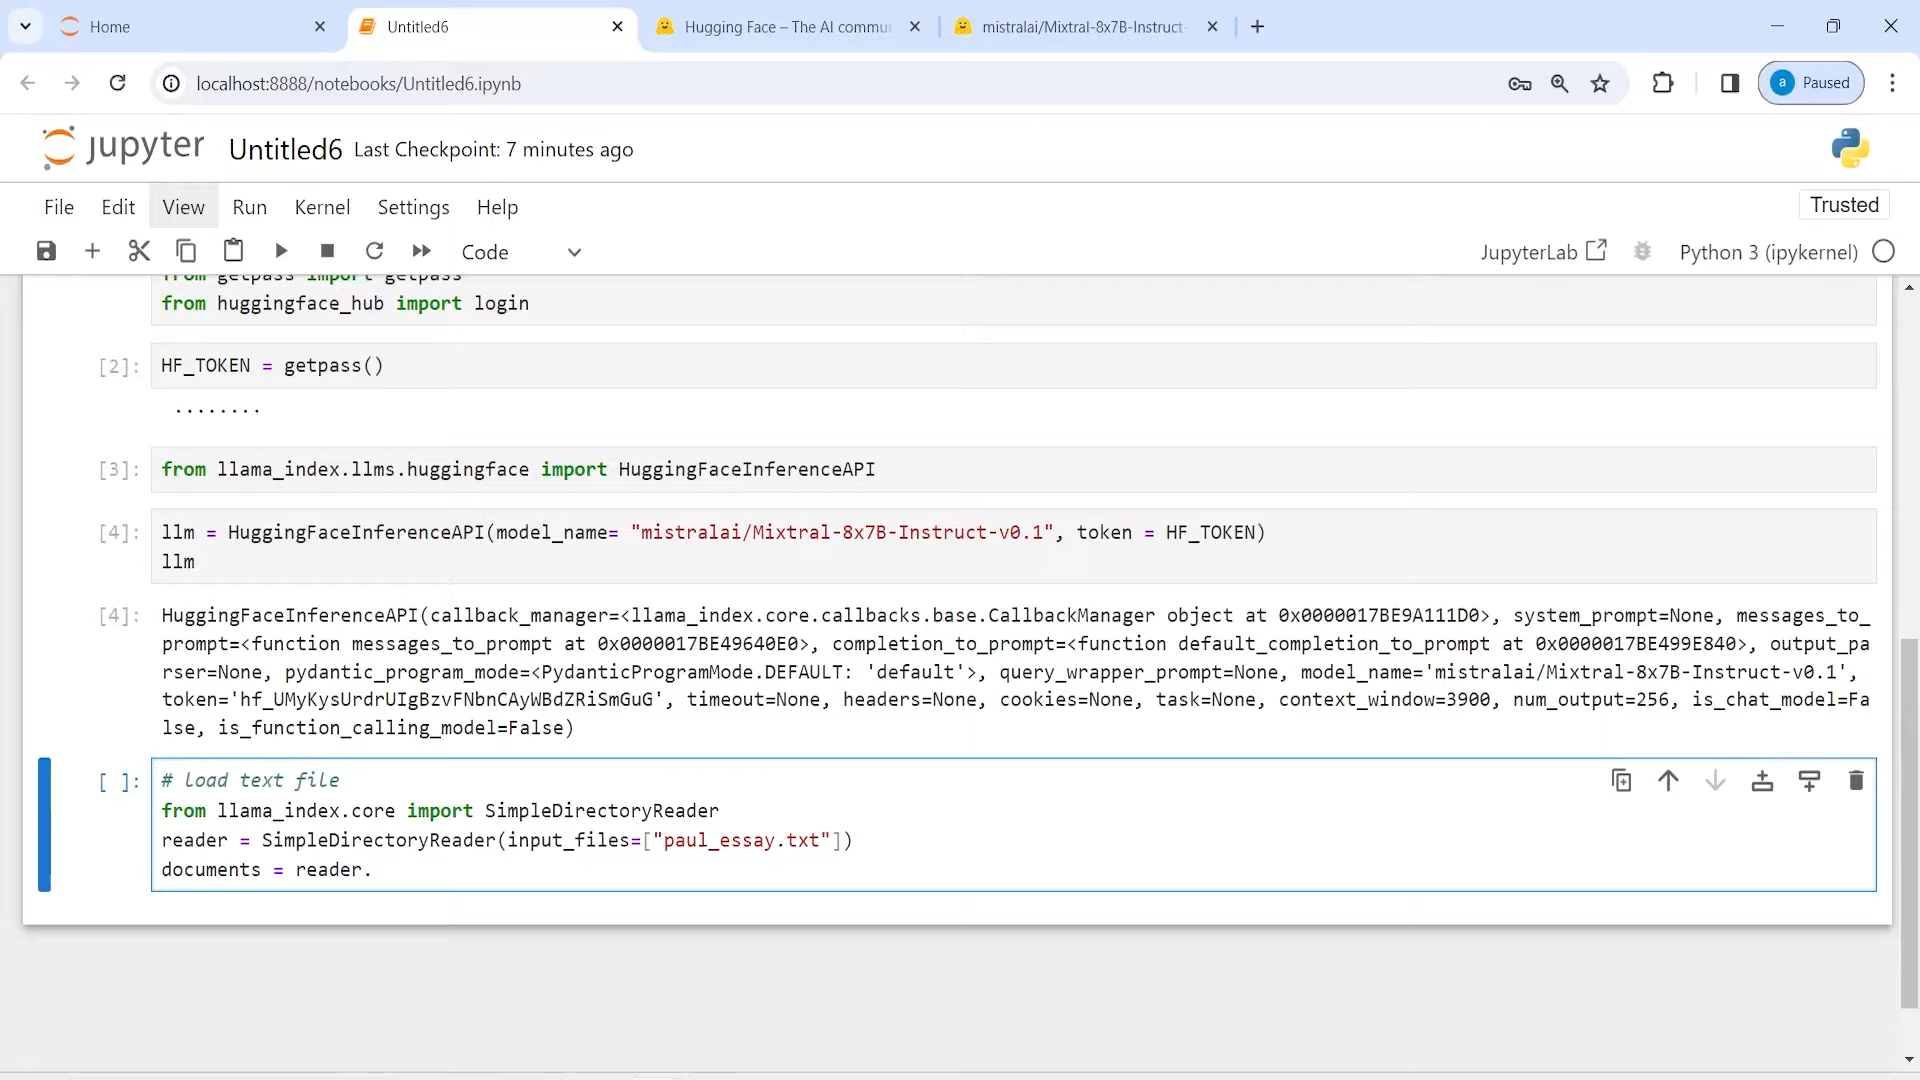 Home
Untitled6
Hugging Face – The AI commu
mistralai/Mixtral-8x7B-Instruct-
localhost:8888/notebooks/Untitled6.ipynb
a Paused
jupyter Untitled6 Last Checkpoint: 7 minutes ago
File Edit View Run Kernel Settings Help
Trusted
Code
JupyterLab
Python 3 (ipykernel)
from getpass import getpass
from huggingface_hub import login
[2]: HF_TOKEN = getpass()
........
[3]: from llama_index.llms.huggingface import HuggingFaceInferenceAPI
[4]: llm = HuggingFaceInferenceAPI(model_name= "mistralai/Mixtral-8x7B-Instruct-v0.1", token = HF_TOKEN)
llm
[4]: HuggingFaceInferenceAPI(callback_manager=<llama_index.core.callbacks.base.CallbackManager object at 0x0000017BE9A111D0>, system_prompt=None, messages_to_
prompt=<function messages_to_prompt at 0x0000017BE49640E0>, completion_to_prompt=<function default_completion_to_prompt at 0x0000017BE499E840>, output_pa
rser=None, pydantic_program_mode=<PydanticProgramMode.DEFAULT: 'default'>, query_wrapper_prompt=None, model_name='mistralai/Mixtral-8x7B-Instruct-v0.1',
token='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', timeout=None, headers=None, cookies=None, task=None, context_window=3900, num_output=256, is_chat_model=Fa
lse, is_function_calling_model=False)
[ ]: # load text file
from llama_index.core import SimpleDirectoryReader
reader = SimpleDirectoryReader(input_files=["paul_essay.txt"])
documents = reader.